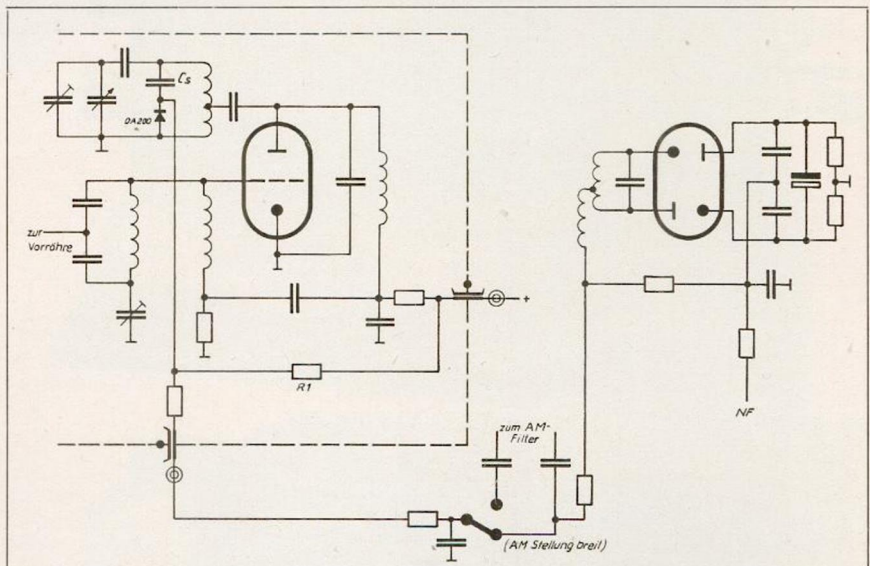 Cs
OA200
zur
Vorröhre
+
R1
zum AM-
Filter
NF
(AM Stellung breit)